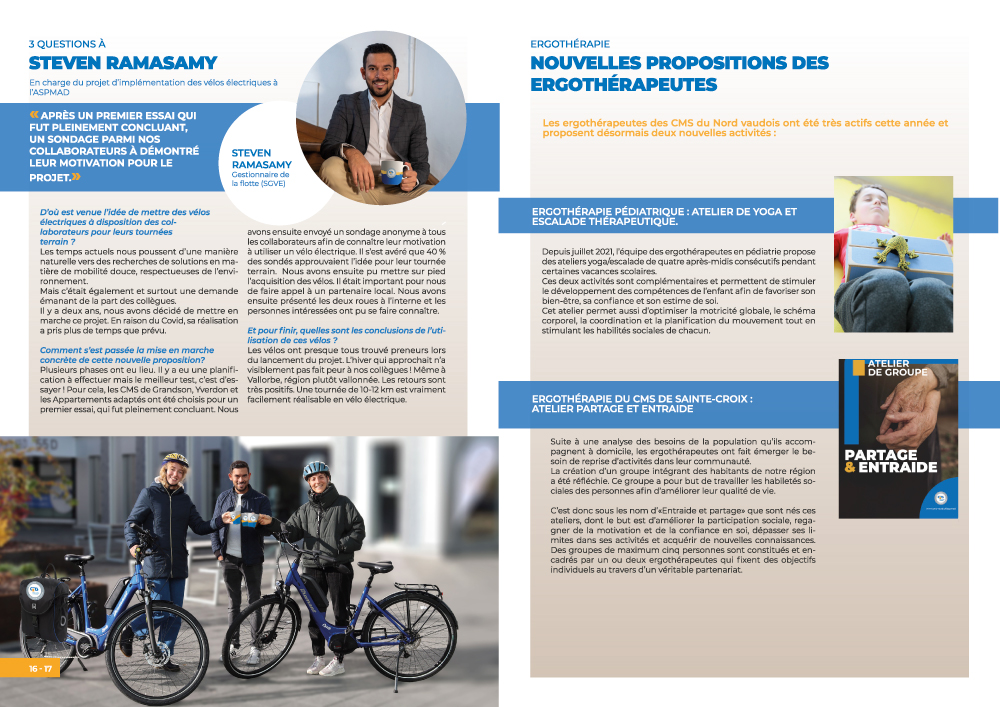 3 QUESTIONS À
STEVEN RAMASAMY
En charge du projet d'implémentation des vélos électriques à
l'ASPMAD
« APRÈS UN PREMIER ESSAI QUI
FUT PLEINEMENT CONCLUANT,
UN SONDAGE PARMI NOS
COLLABORATEURS À DÉMONTRÉ
LEUR MOTIVATION POUR LE
PROJET.»
STEVEN
RAMASAMY
Gestionnaire de
la flotte (SGVE)
D'où est venue l'idée de mettre des vélos
électriques à disposition des col-
laborateurs pour leurs tournées
terrain ?
Les temps actuels nous poussent d'une manière
naturelle vers des recherches de solutions en ma-
tière de mobilité douce, respectueuses de l'envi-
ronnement.
Mais c'était également et surtout une demande
émanant de la part des collègues.
Il y a deux ans, nous avons décidé de mettre en
marche ce projet. En raison du Covid, sa réalisation
a pris plus de temps que prévu.
Comment s'est passée la mise en marche
concrète de cette nouvelle proposition?
Plusieurs phases ont eu lieu. Il y a eu une planifi-
cation à effectuer mais le meilleur test, c'est d'es-
sayer ! Pour cela, les CMS de Grandson, Yverdon et
les Appartements adaptés ont été choisis pour un
premier essai, qui fut pleinement concluant. Nous
avons ensuite envoyé un sondage anonyme à tous
les collaborateurs afin de connaître leur motivation
à utiliser un vélo électrique. Il s'est avéré que 40 %
des sondés approuvaient l'idée pour leur tournée
terrain. Nous avons ensuite pu mettre sur pied
l'acquisition des vélos. Il était important pour nous
de faire appel à un partenaire local. Nous avons
ensuite présenté les deux roues à l'interne et les
personnes intéressées ont pu se faire connaître.
Et pour finir, quelles sont les conclusions de l'uti-
lisation de ces vélos ?
Les vélos ont presque tous trouvé preneurs lors
du lancement du projet. L'hiver qui approchait n'a
visiblement pas fait peur à nos collègues ! Même à
Vallorbe, région plutôt vallonnée. Les retours sont
très positifs. Une tournée de 10-12 km est vraiment
facilement réalisable en vélo électrique.
16 - 17
ERGOTHÉRAPIE
NOUVELLES PROPOSITIONS DES
ERGOTHÉRAPEUTES
Les ergothérapeutes des CMS du Nord vaudois ont été très actifs cette année et
proposent désormais deux nouvelles activités :
ERGOTHÉRAPIE PÉDIATRIQUE : ATELIER DE YOGA ET
ESCALADE THÉRAPEUTIQUE.
Depuis juillet 2021, l'équipe des ergothérapeutes en pédiatrie propose
des ateliers yoga/escalade de quatre après-midis consécutifs pendant
certaines vacances scolaires.
Ces deux activités sont complémentaires et permettent de stimuler
le développement des compétences de l'enfant afin de favoriser son
bien-être, sa confiance et son estime de soi.
Cet atelier permet aussi d'optimiser la motricité globale, le schéma
corporel, la coordination et la planification du mouvement tout en
stimulant les habilités sociales de chacun.
ERGOTHÉRAPIE DU CMS DE SAINTE-CROIX :
ATELIER PARTAGE ET ENTRAIDE
Suite à une analyse des besoins de la population qu'ils accom-
pagnent à domicile, les ergothérapeutes ont fait émerger le be-
soin de reprise d'activités dans leur communauté.
La création d'un groupe intégrant des habitants de notre région
a été réfléchie. Ce groupe a pour but de travailler les habiletés so-
ciales des personnes afin d'améliorer leur qualité de vie.
C'est donc sous les nom d'«Entraide et partage» que sont nés ces
ateliers, dont le but est d'améliorer la participation sociale, rega-
gner de la motivation et de la confiance en soi, dépasser ses li-
mites dans ses activités et acquérir de nouvelles connaissances.
Des groupes de maximum cinq personnes sont constitués et en-
cadrés par un ou deux ergothérapeutes qui fixent des objectifs
individuels au travers d'un véritable partenariat.
ATELIER
DE GROUPE
PARTAGE
& ENTRAIDE